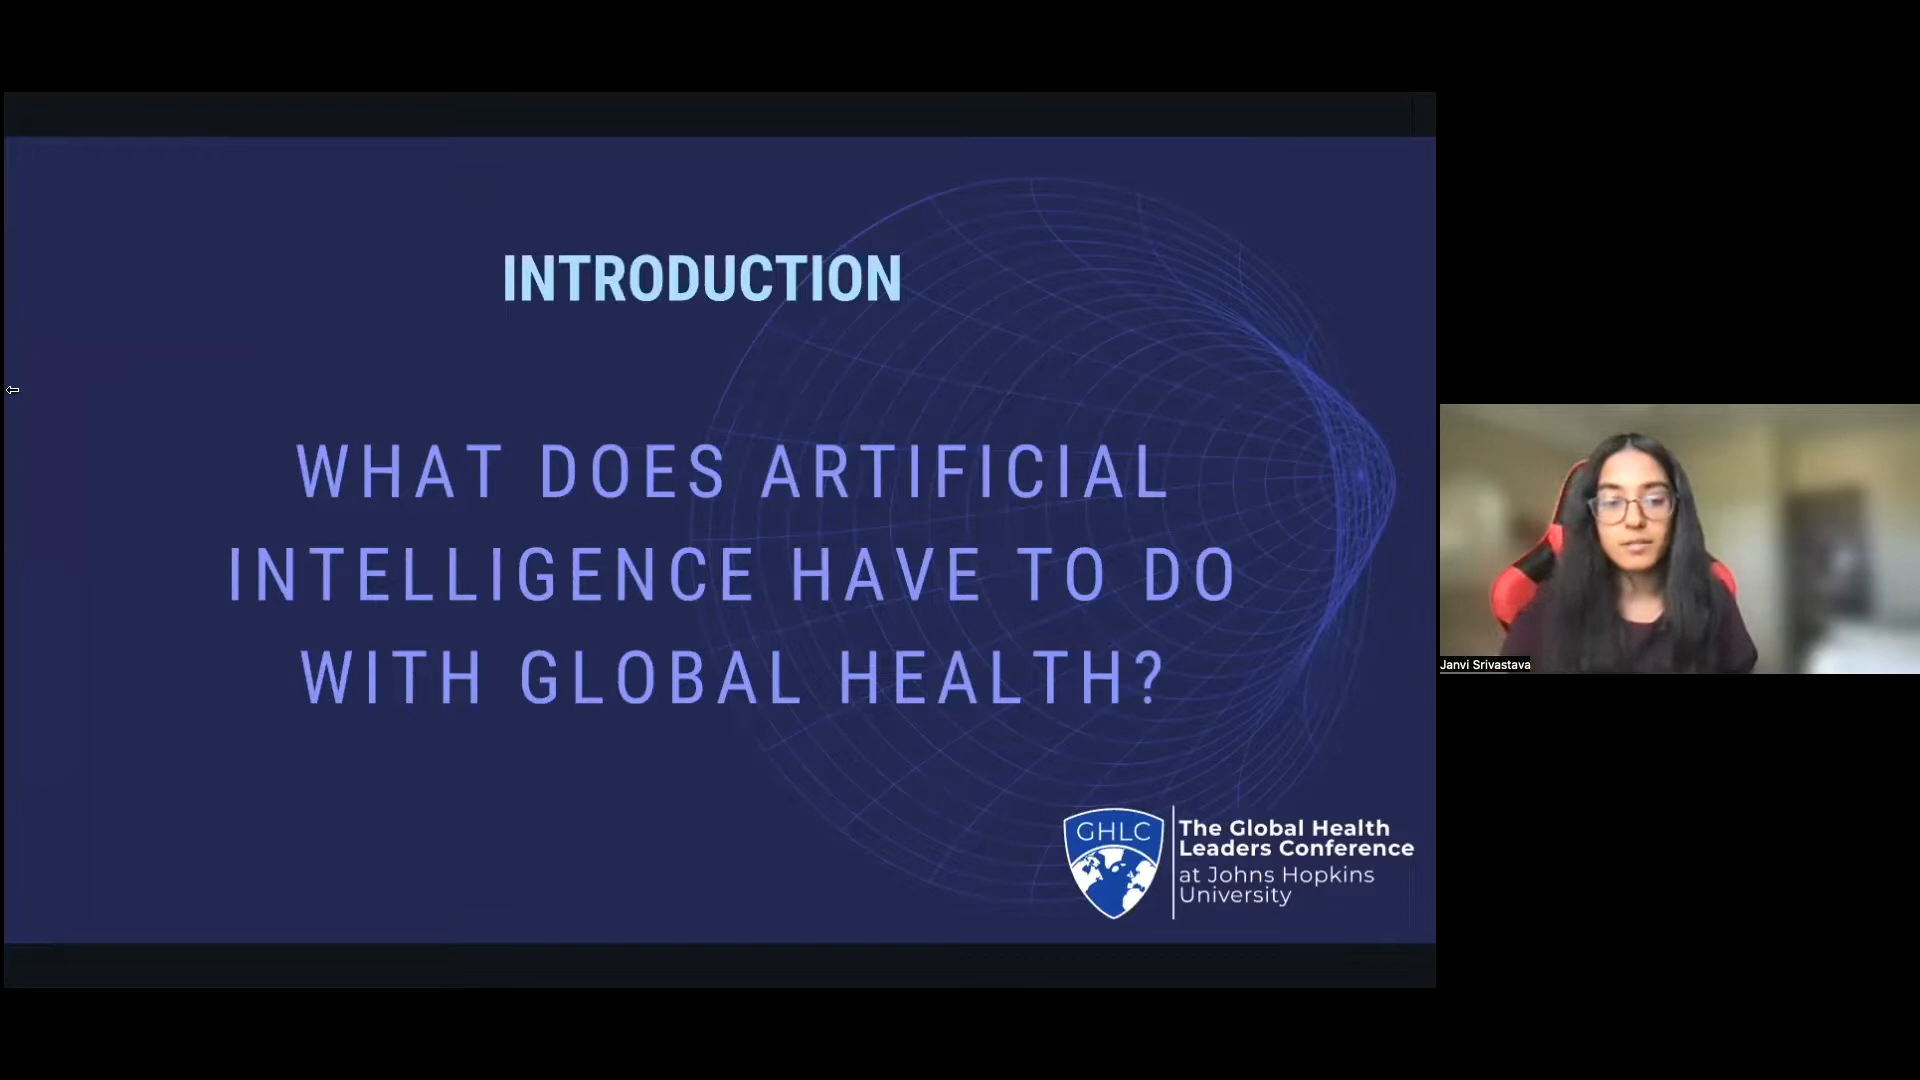 INTRODUCTION
WHAT DOES ARTIFICIAL
INTELLIGENCE HAVE TO DO
WITH GLOBAL HEALTH?
GHLC
The Global Health
Leaders Conference
at Johns Hopkins
University
Janvi Srivastava